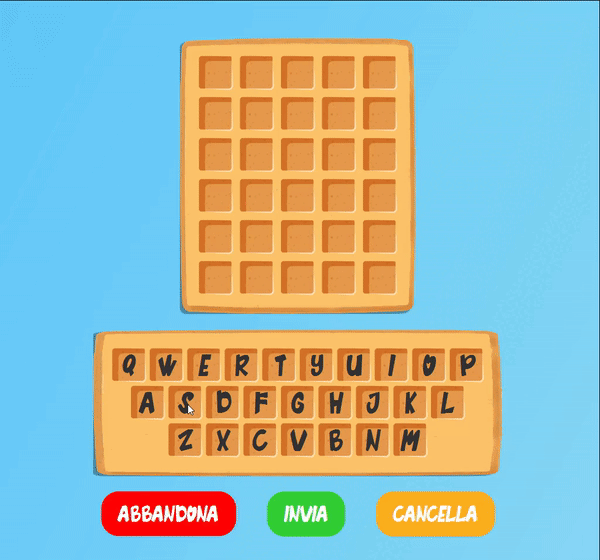 Q W E R T Y U I O P
A S D F G H J K L
Z X C V B N M
ABBANDONA INVIA CANCELLA